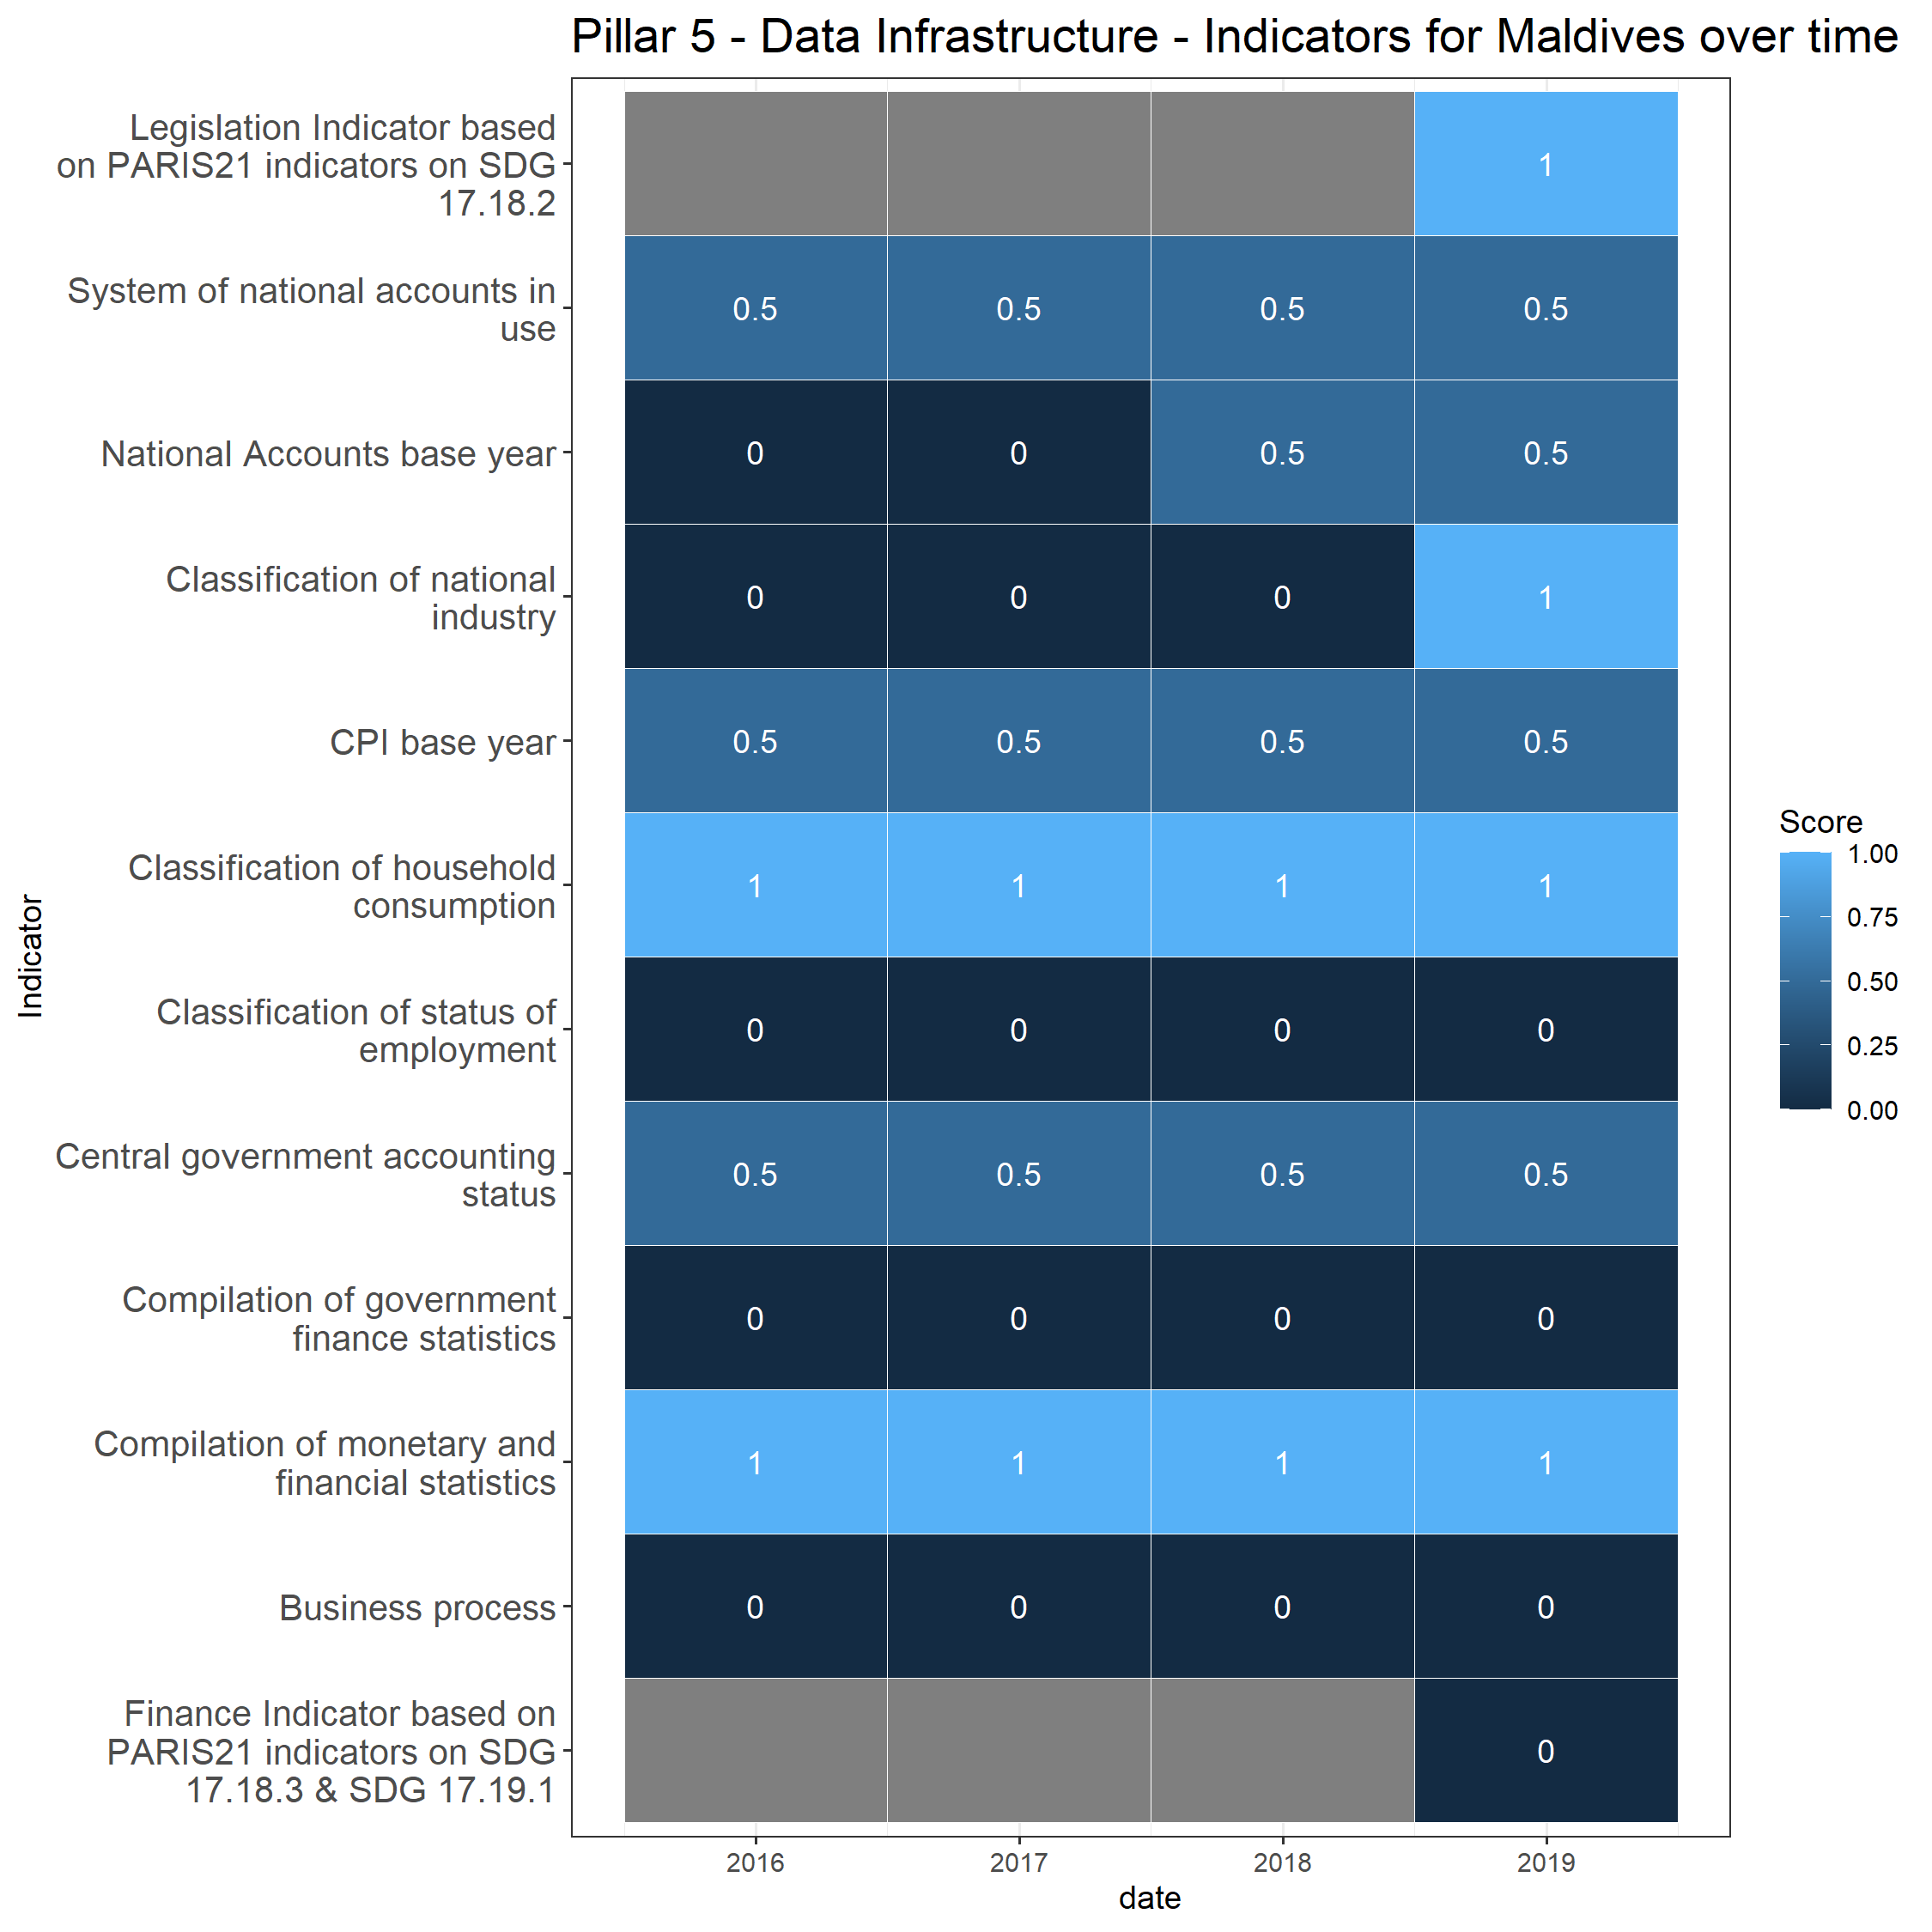 Pillar 5 - Data Infrastructure - Indicators for Maldives over time
Legislation Indicator based
on PARIS21 indicators on SDG
17.18.2
1
System of national accounts in
use
0.5 0.5 0.5 0.5
National Accounts base year
0 0 0.5 0.5
Classification of national
industry
0 0 0 1
CPI base year
0.5 0.5 0.5 0.5
Classification of household
consumption
1 1 1 1
Classification of status of
employment
0 0 0 0
Central government accounting
status
0.5 0.5 0.5 0.5
Compilation of government
finance statistics
0 0 0 0
Compilation of monetary and
financial statistics
1 1 1 1
Business process
0 0 0 0
Finance Indicator based on
PARIS21 indicators on SDG
17.18.3 & SDG 17.19.1
0
2016 2017 2018 2019
date
Indicator
Score
1.00
0.75
0.50
0.25
0.00